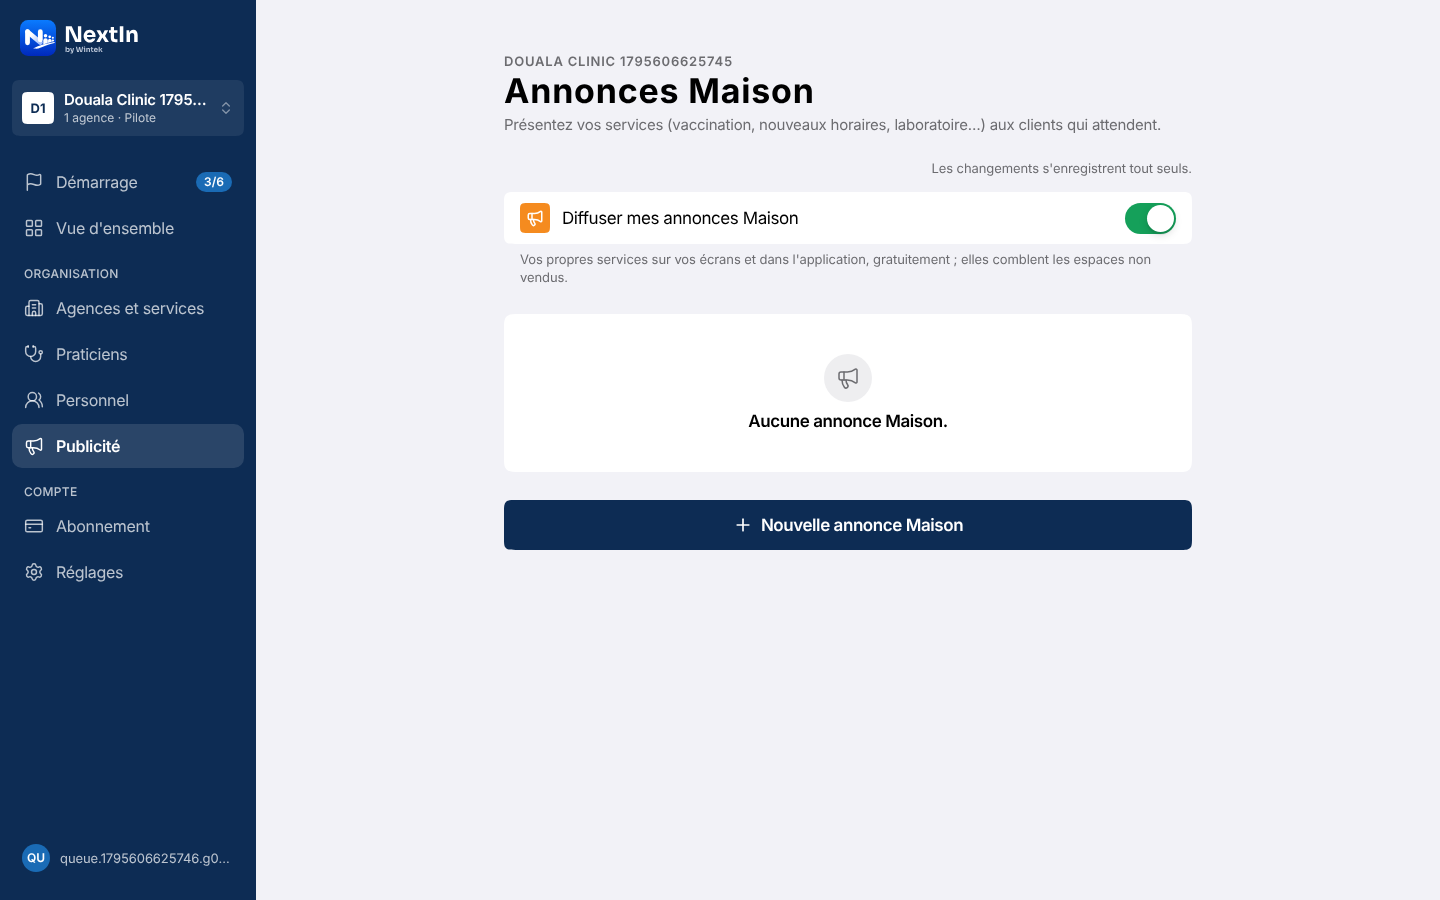 NextIn
by Wintek
D1
Douala Clinic 1795...
1 agence · Pilote
Démarrage
3/6
Vue d'ensemble
ORGANISATION
Agences et services
Praticiens
Personnel
Publicité
COMPTE
Abonnement
Réglages
QU
queue.1795606625746.g0...
DOUALA CLINIC 1795606625745
Annonces Maison
Présentez vos services (vaccination, nouveaux horaires, laboratoire...) aux clients qui attendent.
Les changements s'enregistrent tout seuls.
Diffuser mes annonces Maison
Vos propres services sur vos écrans et dans l'application, gratuitement ; elles comblent les espaces non
vendus.
Aucune annonce Maison.
Nouvelle annonce Maison